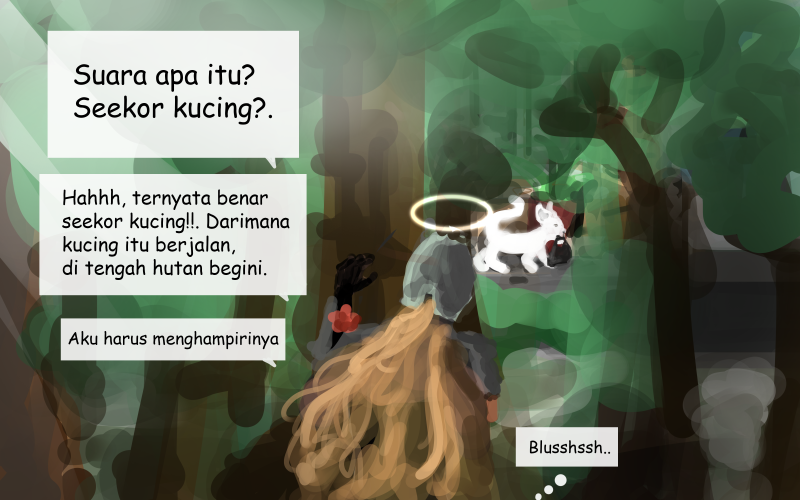 Suara apa itu?
Seekor kucing?.
Hahhh, ternyata benar
seekor kucing!!. Darimana
kucing itu berjalan,
di tengah hutan begini.
Aku harus menghampirinya
Blusshssh..